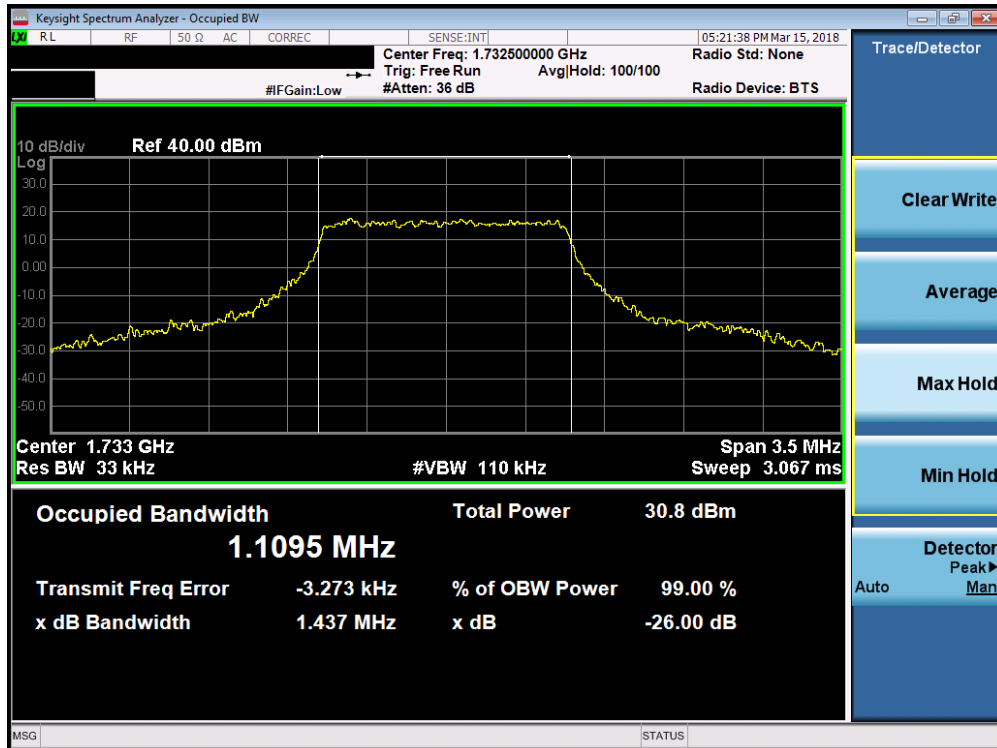 Keysight Spectrum Analyzer - Occupied BW
LXI RL RF 50 Ω AC CORREC SENSE:INT 05:21:38 PM Mar 15, 2018
Center Freq: 1.732500000 GHz Radio Std: None
Trig: Free Run Avg|Hold: 100/100
#IFGain:Low #Atten: 36 dB Radio Device: BTS
10 dB/div Ref 40.00 dBm
Log
30.0
20.0
10.0
0.00
-10.0
-20.0
-30.0
-40.0
-50.0
Center 1.733 GHz Span 3.5 MHz
Res BW 33 kHz #VBW 110 kHz Sweep 3.067 ms
Occupied Bandwidth Total Power 30.8 dBm
1.1095 MHz
Transmit Freq Error -3.273 kHz % of OBW Power 99.00 %
x dB Bandwidth 1.437 MHz x dB -26.00 dB
MSG STATUS
Trace/Detector
Clear Write
Average
Max Hold
Min Hold
Detector
Peak▶
Auto Man